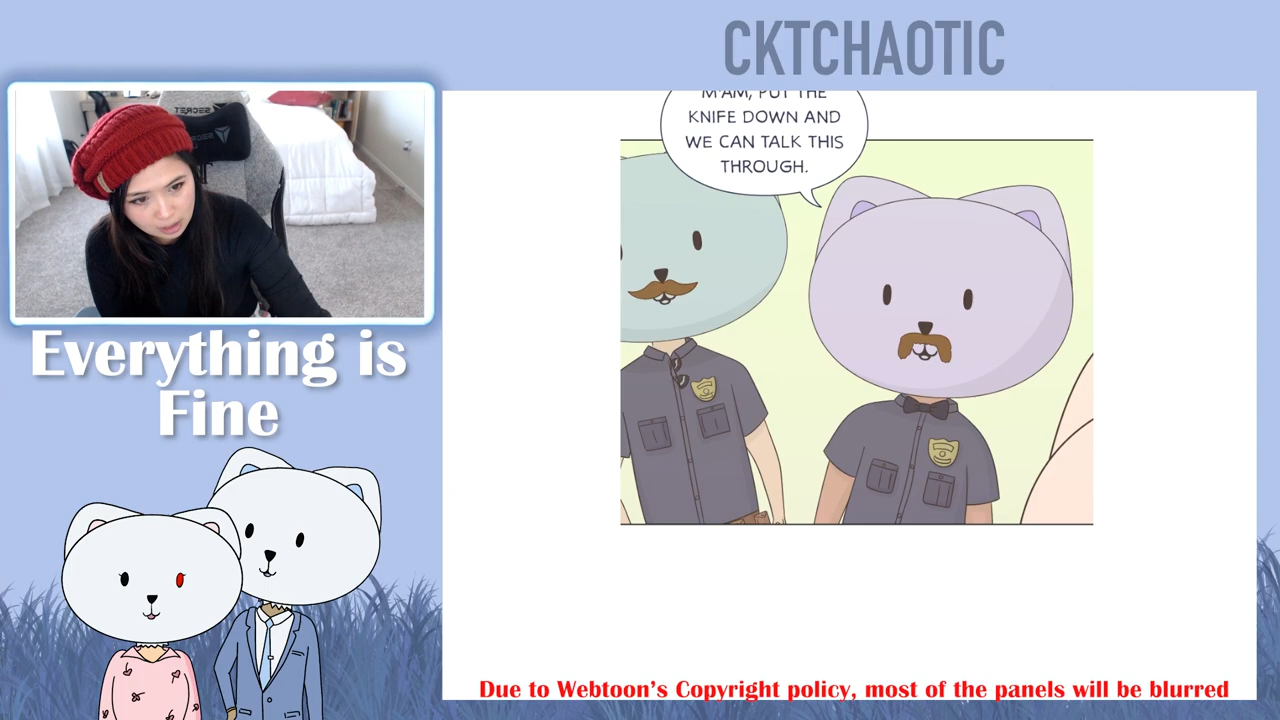 CKTCHAOTIC
M'AM, PUT THE
KNIFE DOWN AND
WE CAN TALK THIS
THROUGH.
Everything is
Fine
Due to Webtoon's Copyright policy, most of the panels will be blurred